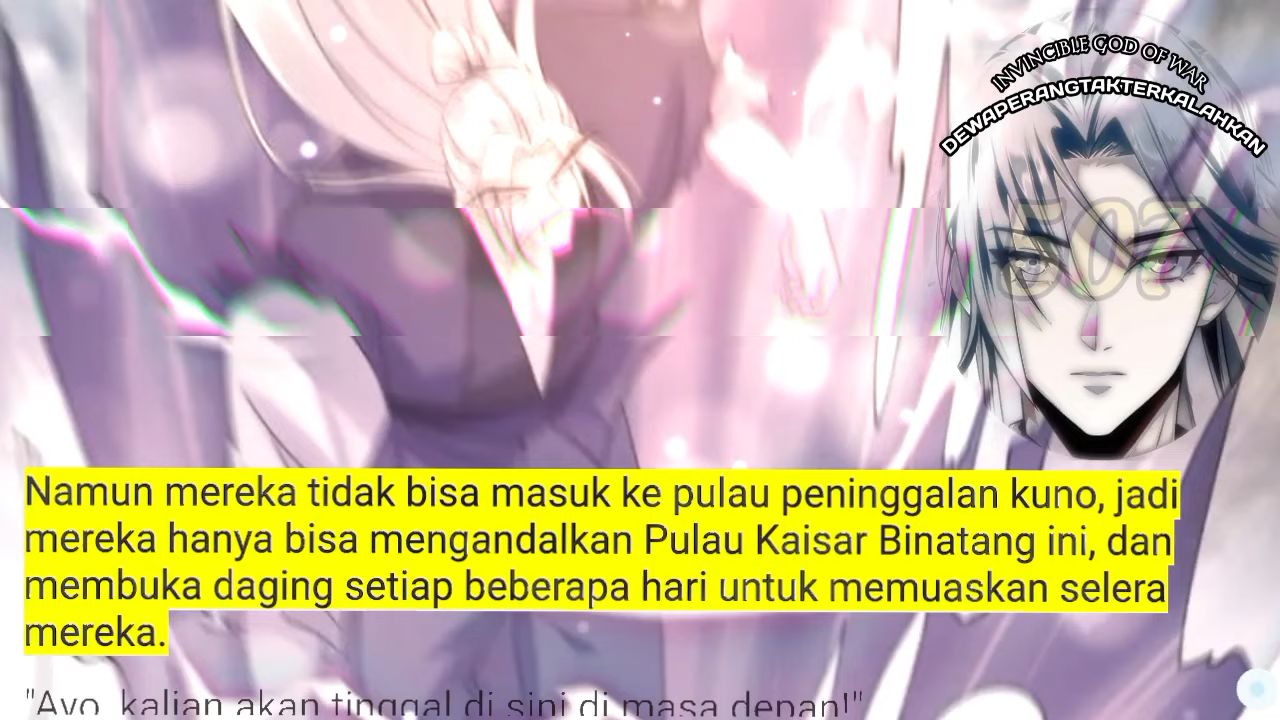 INVINCIBLE GOD OF WAR
DEWAPERANGTAKTERKALAHKAN
507
Namun mereka tidak bisa masuk ke pulau peninggalan kuno, jadi
mereka hanya bisa mengandalkan Pulau Kaisar Binatang ini, dan
membuka daging setiap beberapa hari untuk memuaskan selera
mereka.
"Ayo, kalian akan tinggal di sini di masa depan!"